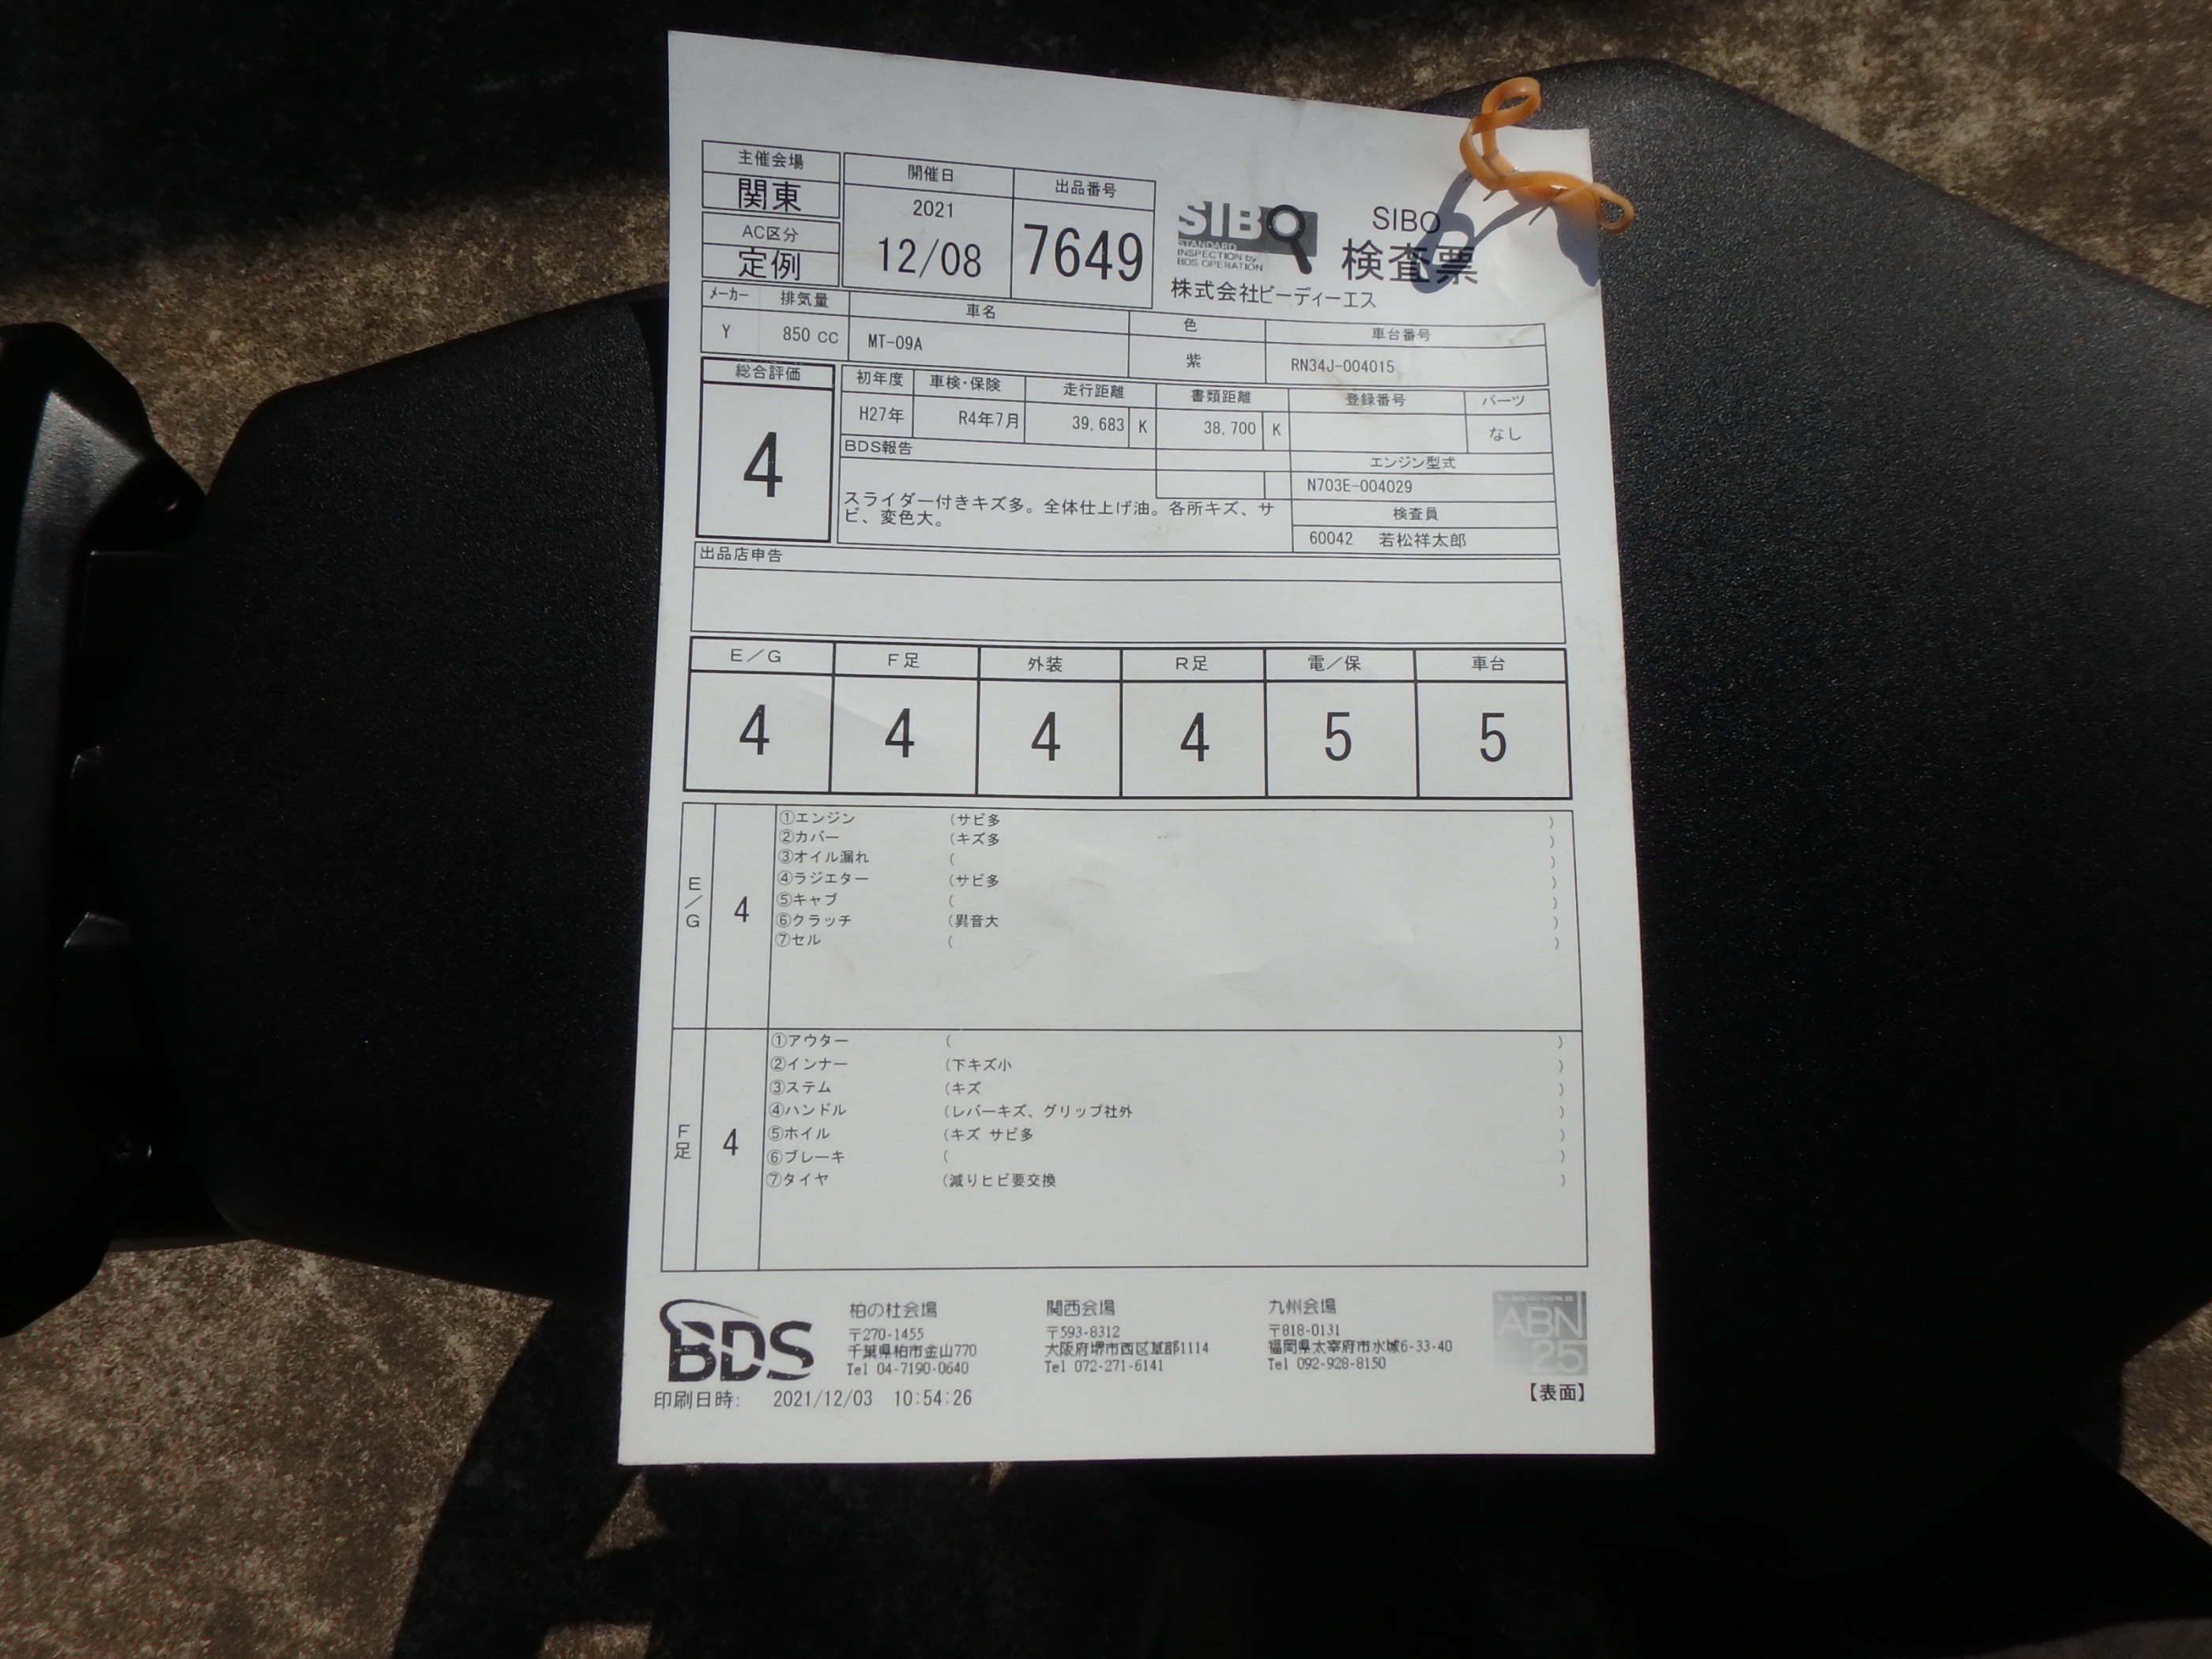 主催会場
関東
AC区分
定例
開催日
2021
12/08
出品番号
7649
SIBO
STANDARD
INSPECTION by
BDS OPERATION
SIBO
検査票
株式会社ビーディーエス
メーカー 排気量 車名 色 車台番号
Y 850 CC MT-09A 紫 RN34J-004015
総合評価
4
初年度 車検・保険 走行距離 書類距離 登録番号 パーツ
H27年 R4年7月 39,683 K 38,700 K なし
BDS報告
スライダー付きキズ多。全体仕上げ油。各所キズ、サ
ビ、変色大。
エンジン型式
N703E-004029
検査員
60042 若松祥太郎
出品店申告
E/G F足 外装 R足 電/保 車台
4 4 4 4 5 5
E/G
4
①エンジン (サビ多 )
②カバー (キズ多 )
③オイル漏れ ( )
④ラジエター (サビ多 )
⑤キャブ ( )
⑥クラッチ (異音大 )
⑦セル ( )
F足
4
①アウター ( )
②インナー (下キズ小 )
③ステム (キズ )
④ハンドル (レバーキズ、グリップ社外 )
⑤ホイル (キズ サビ多 )
⑥ブレーキ ( )
⑦タイヤ (減りヒビ要交換 )
BDS
柏の杜会場
〒270-1455
千葉県柏市金山770
Tel 04-7190-0640
関西会場
〒593-8312
大阪府堺市西区草部1114
Tel 072-271-6141
九州会場
〒818-0131
福岡県太宰府市水城6-33-40
Tel 092-928-8150
ABN
25
印刷日時: 2021/12/03 10:54:26
【表面】